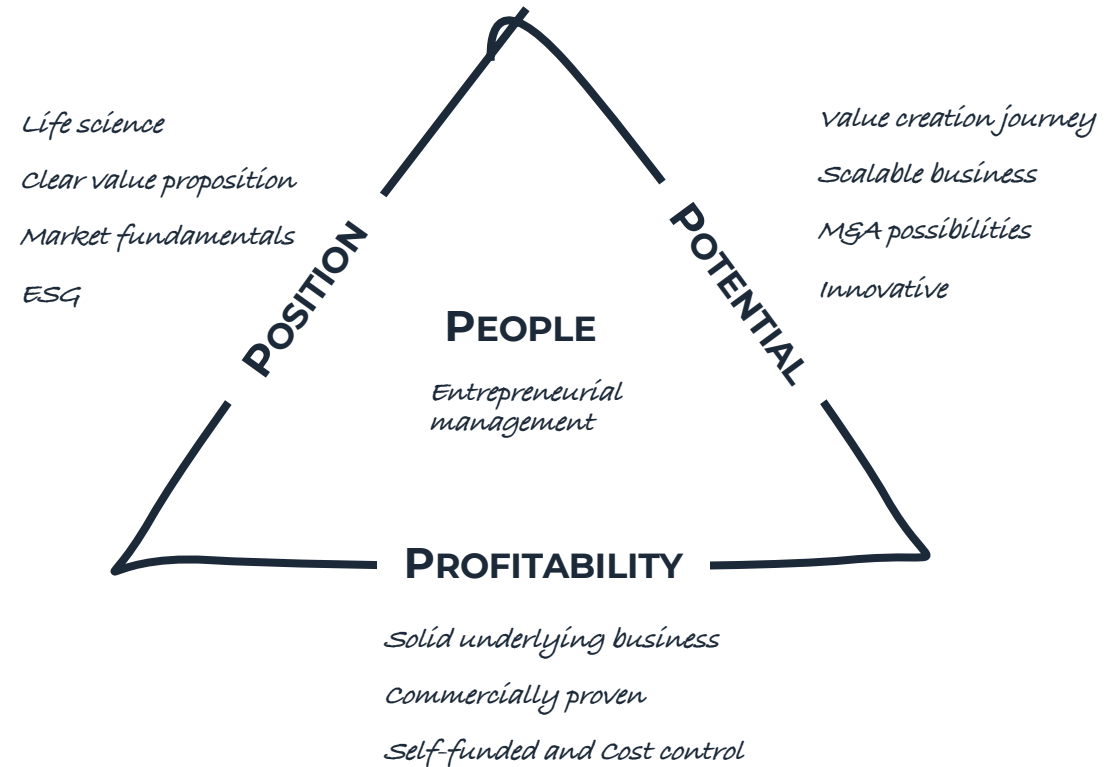 Life science
Clear value proposition
Market fundamentals
ESG
POSITION
Value creation journey
Scalable business
M&A possibilities
Innovative
POTENTIAL
PEOPLE
Entrepreneurial
management
PROFITABILITY
Solid underlying business
Commercially proven
Self-funded and Cost control